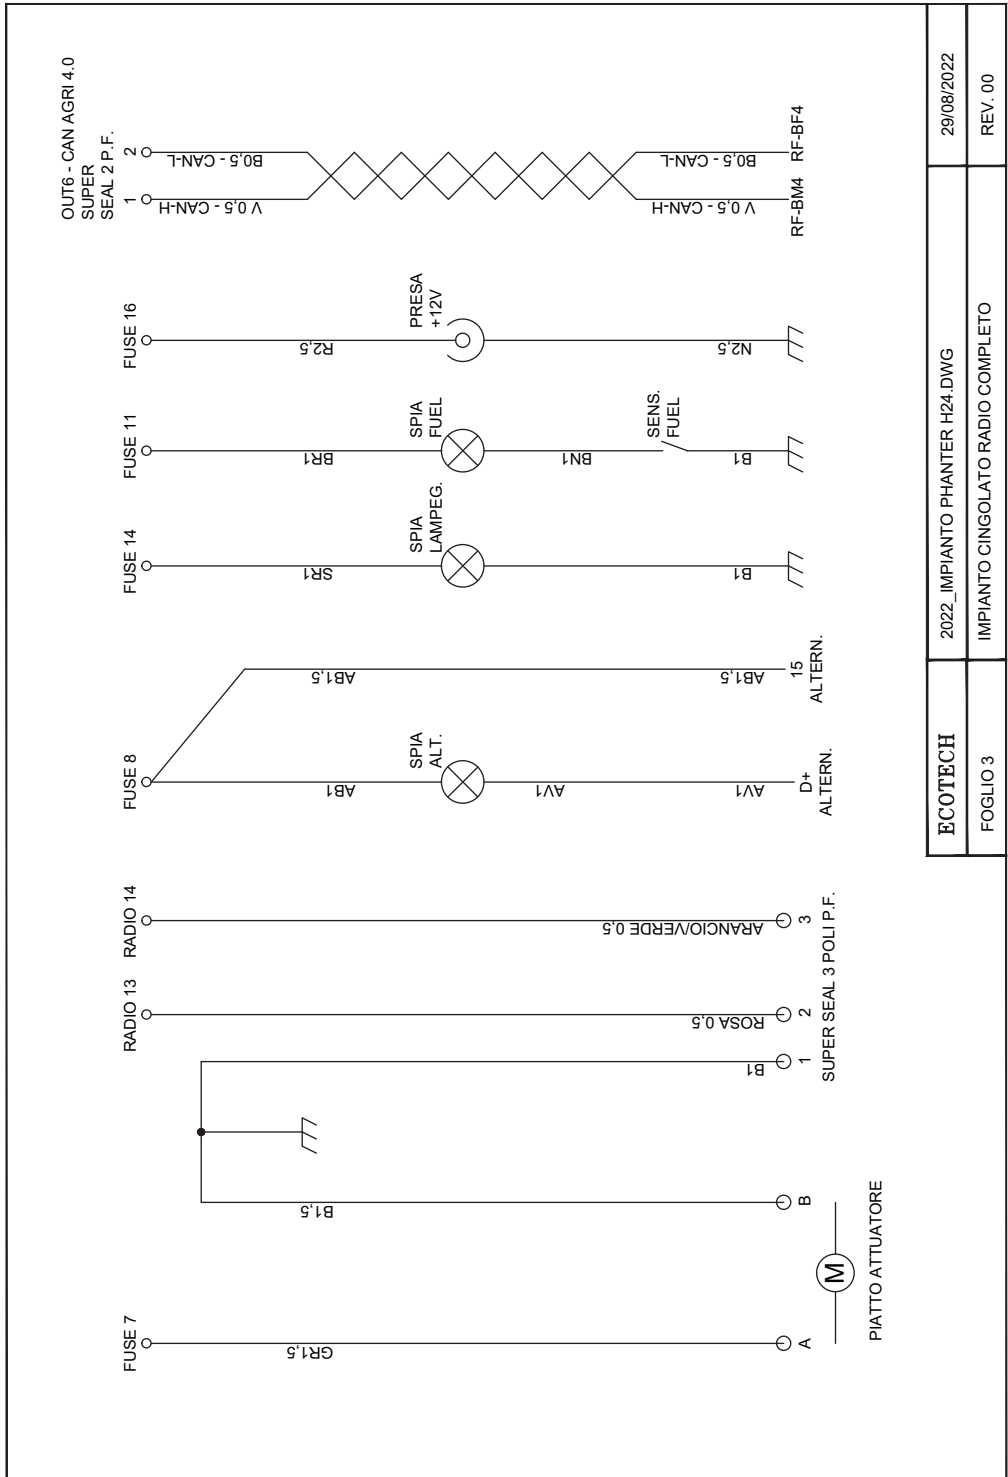 FUSE 7
GR1,5
A
B1,5
B
M
PIATTO ATTUATORE
B1
1
RADIO 13
ROSA 0,5
2
RADIO 14
ARANCIO/VERDE 0,5
3
SUPER SEAL 3 POLI P.F.
FUSE 8
AB1
SPIA
ALT.
AV1
AV1
D+
ALTERN.
AB1,5
AB1,5
15
ALTERN.
FUSE 14
SR1
SPIA
LAMPEG.
B1
FUSE 11
BR1
SPIA
FUEL
BN1
SENS.
FUEL
B1
FUSE 16
R2,5
PRESA
+12V
N2,5
OUT6 - CAN AGRI 4.0
SUPER
SEAL 2 P.F.
1
2
V 0,5 - CAN-H
B0,5 - CAN-L
V 0,5 - CAN-H
B0,5 - CAN-L
RF-BM4
RF-BF4
ECOTECH
2022_IMPIANTO PHANTER H24.DWG
29/08/2022
FOGLIO 3
IMPIANTO CINGOLATO RADIO COMPLETO
REV. 00